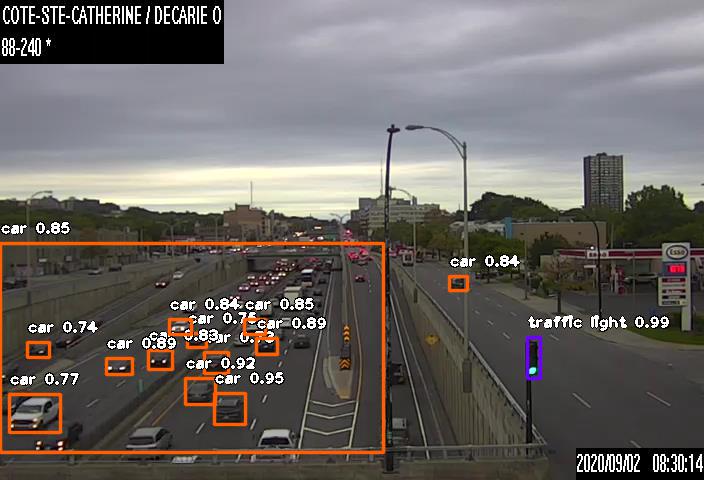 COTE-STE-CATHERINE / DECARIE O
88-240 *
car 0.85
car 0.84
car 0.84
car 0.85
car 0.75
car 0.89
car 0.74
car 0.83
car 0.89
traffic light 0.99
car 0.92
car 0.77
car 0.95
Esso
2020/09/02 08:30:14